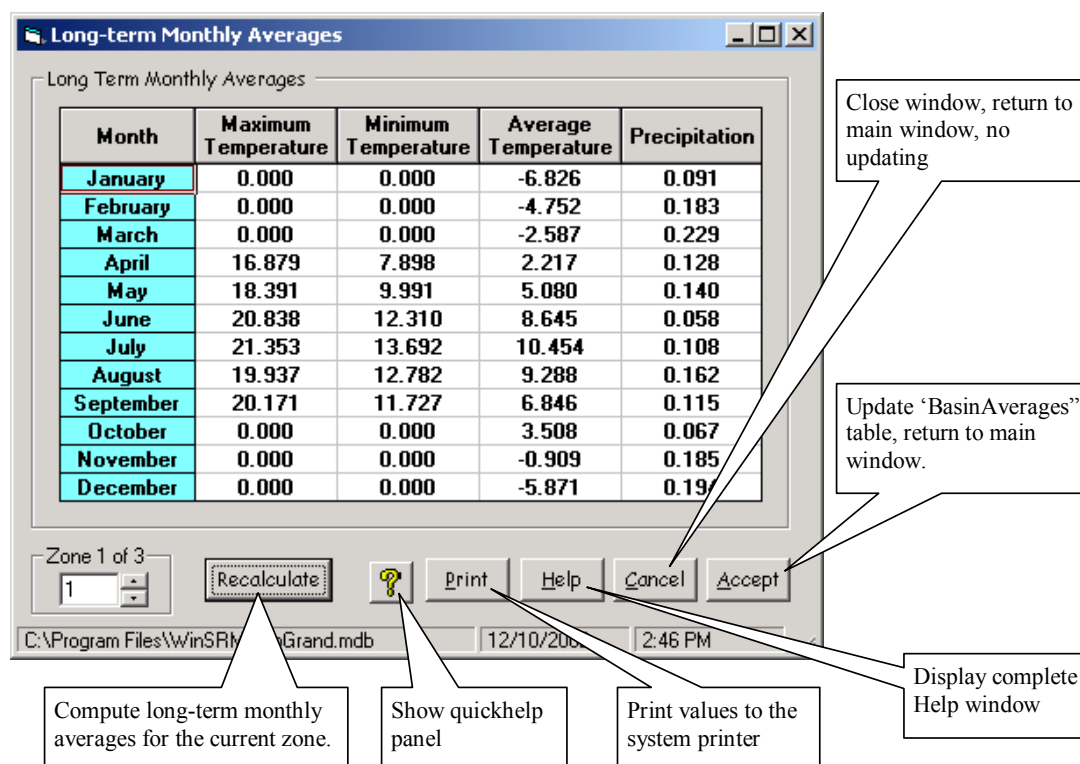 Long-term Monthly Averages
Long Term Monthly Averages
Month Maximum Temperature Minimum Temperature Average Temperature Precipitation
January 0.000 0.000 -6.826 0.091
February 0.000 0.000 -4.752 0.183
March 0.000 0.000 -2.587 0.229
April 16.879 7.898 2.217 0.128
May 18.391 9.991 5.080 0.140
June 20.838 12.310 8.645 0.058
July 21.353 13.692 10.454 0.108
August 19.937 12.782 9.288 0.162
September 20.171 11.727 6.846 0.115
October 0.000 0.000 3.508 0.067
November 0.000 0.000 -0.909 0.185
December 0.000 0.000 -5.871 0.194
Close window, return to
main window, no
updating
Update ‘BasinAverages”
table, return to main
window.
Zone 1 of 3
1
Recalculate ? Print Help Cancel Accept
2:46 PM
Compute long-term monthly
averages for the current zone.
Show quickhelp
panel
Print values to the
system printer
Display complete
Help window